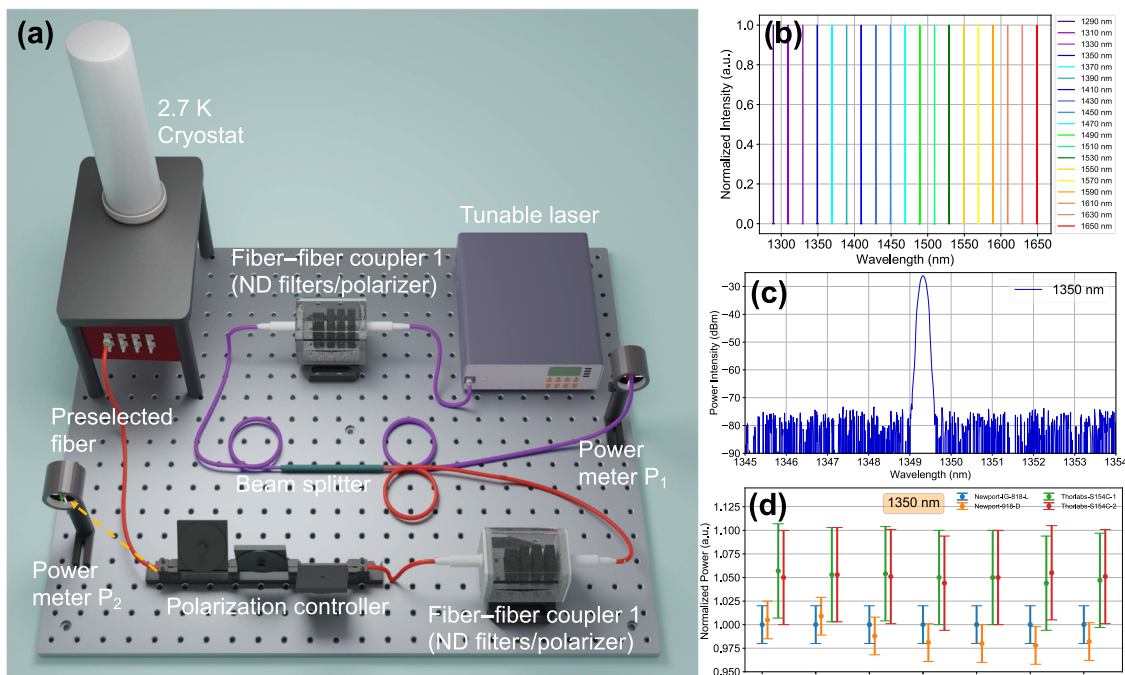 (a)
2.7 K
Cryostat
Tunable laser
Fiber–fiber coupler 1
(ND filters/polarizer)
Preselected
fiber
Beam splitter
Power
meter P1
Power
meter P2
Polarization controller
Fiber–fiber coupler 1
(ND filters/polarizer)
(b)
Normalized Intensity (a.u.)
1.0
0.8
0.6
0.4
0.2
0.0
1300 1350 1400 1450 1500 1550 1600 1650
Wavelength (nm)
1290 nm
1310 nm
1330 nm
1350 nm
1370 nm
1390 nm
1410 nm
1430 nm
1450 nm
1470 nm
1490 nm
1510 nm
1530 nm
1550 nm
1570 nm
1590 nm
1610 nm
1630 nm
1650 nm
(c)
1350 nm
Power Intensity (dBm)
−30
−40
−50
−60
−70
−80
−90
1345 1346 1347 1348 1349 1350 1351 1352 1353 1354
Wavelength (nm)
(d)
1350 nm
Newport-IG-818-L
Newport-918-D
Thorlabs-S154C-1
Thorlabs-S154C-2
Normalized Power (a.u.)
1.125
1.100
1.075
1.050
1.025
1.000
0.975
0.950